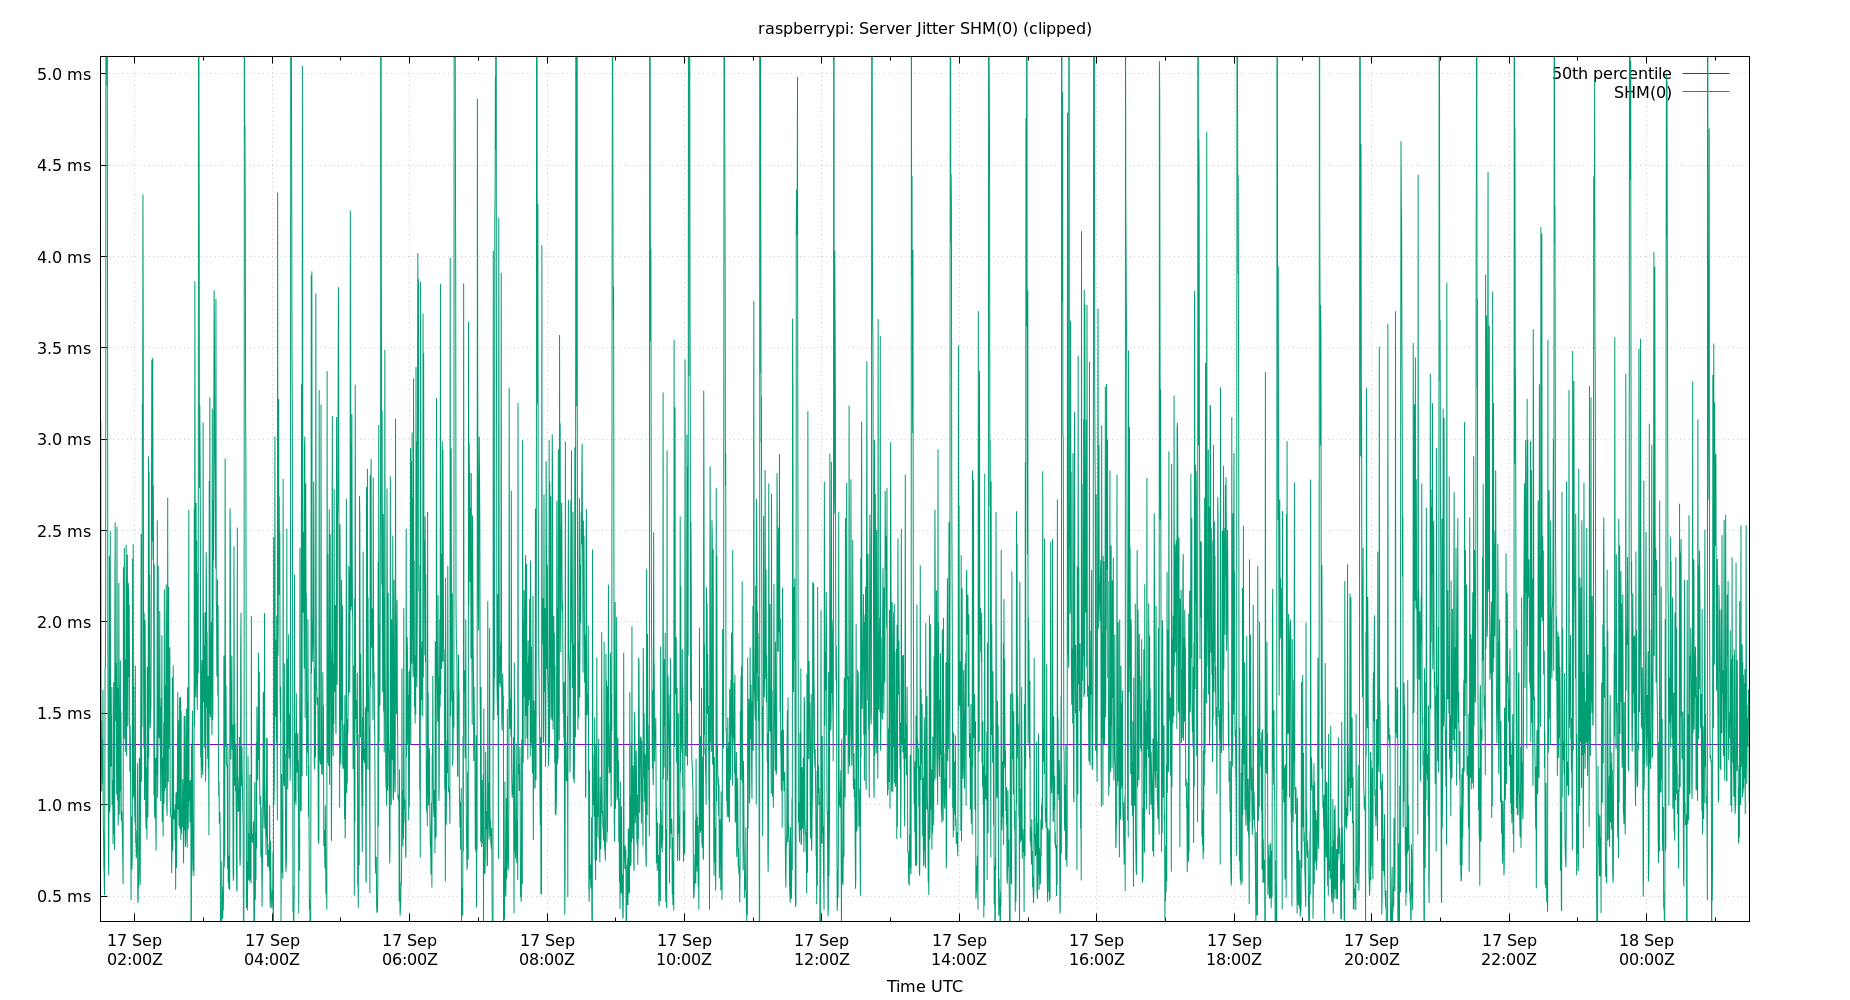 raspberrypi: Server Jitter SHM(0) (clipped)
50th percentile
SHM(0)
5.0 ms
4.5 ms
4.0 ms
3.5 ms
3.0 ms
2.5 ms
2.0 ms
1.5 ms
1.0 ms
0.5 ms
17 Sep 17 Sep 17 Sep 17 Sep 17 Sep 17 Sep 17 Sep 17 Sep 17 Sep 17 Sep 17 Sep 18 Sep
02:00Z 04:00Z 06:00Z 08:00Z 10:00Z 12:00Z 14:00Z 16:00Z 18:00Z 20:00Z 22:00Z 00:00Z
Time UTC